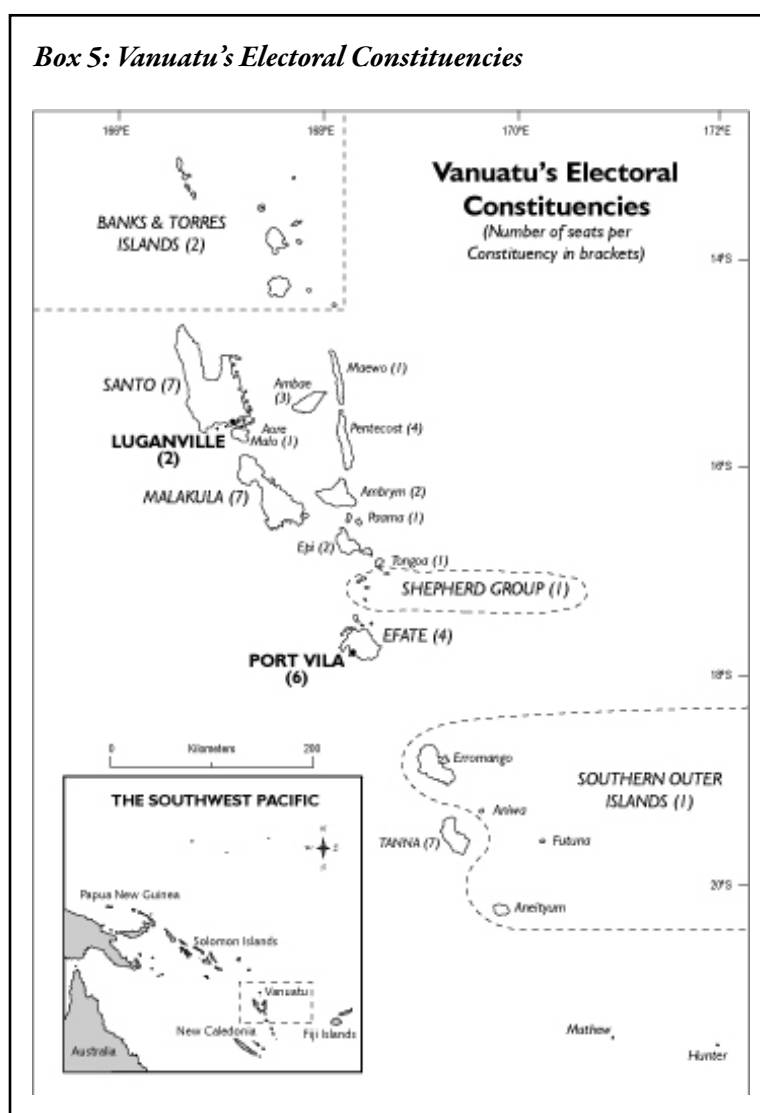 Box 5: Vanuatu's Electoral Constituencies
166°E
168°E
170°E
172°E
Vanuatu's Electoral
Constituencies
(Number of seats per
Constituency in brackets)
BANKS & TORRES
ISLANDS (2)
14°S
SANTO (7)
Maewo (1)
Ambae
(3)
LUGANVILLE
(2)
Aore
Malo (1)
Pentecost (4)
16°S
MALAKULA (7)
Ambrym (2)
Paama (1)
Epi (2)
Tongoa (1)
SHEPHERD GROUP (1)
EFATE (4)
PORT VILA
(6)
18°S
0
Kilometers
200
Erromango
SOUTHERN OUTER
ISLANDS (1)
Aniwa
TANNA (7)
Futuna
20°S
Aneityum
THE SOUTHWEST PACIFIC
N
W
E
S
Papua New Guinea
Solomon Islands
Vanuatu
New Caledonia
Fiji Islands
Australia
Mathew
Hunter